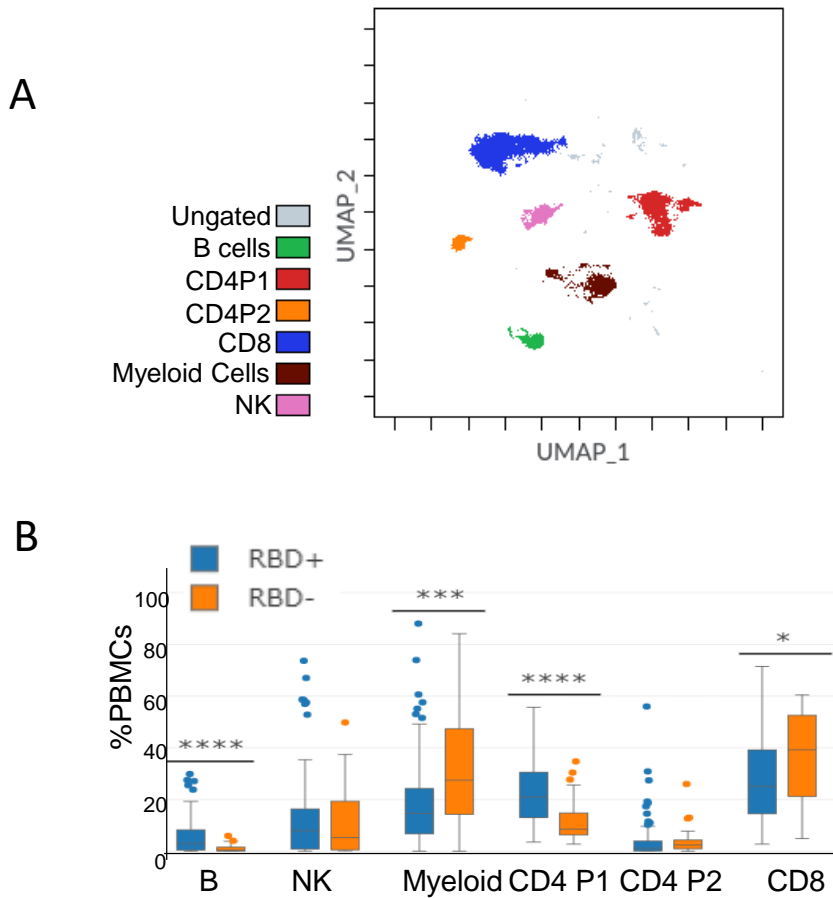 A
UMAP_2
Ungated
B cells
CD4P1
CD4P2
CD8
Myeloid Cells
NK
UMAP_1
B
RBD+
RBD-
%PBMCs
100
80
60
40
20
0
****
***
****
*
B NK Myeloid CD4 P1 CD4 P2 CD8